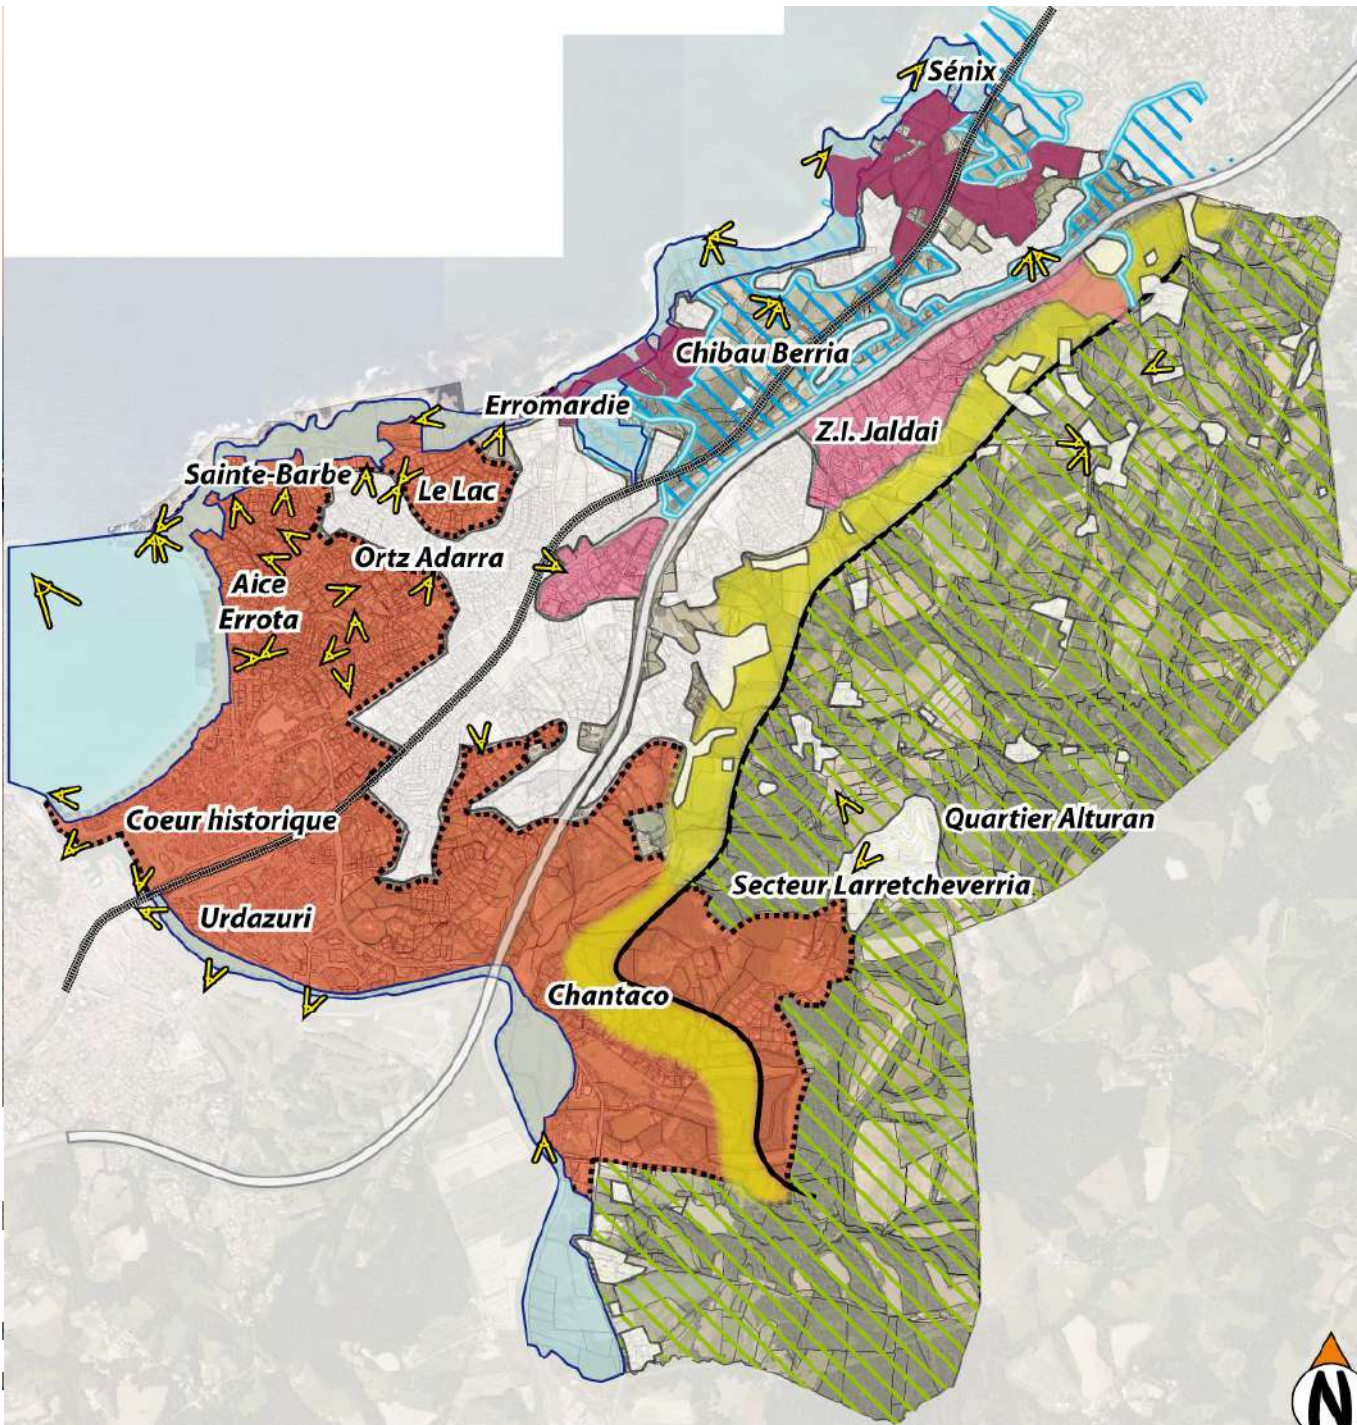 Sénix
Chibau Berria
Erromardie
Z.I. Jaldai
Sainte-Barbe
Le Lac
Ortz Adarra
Aice
Errota
Coeur historique
Quartier Alturan
Secteur Larretcheverria
Urdazuri
Chantaco
N